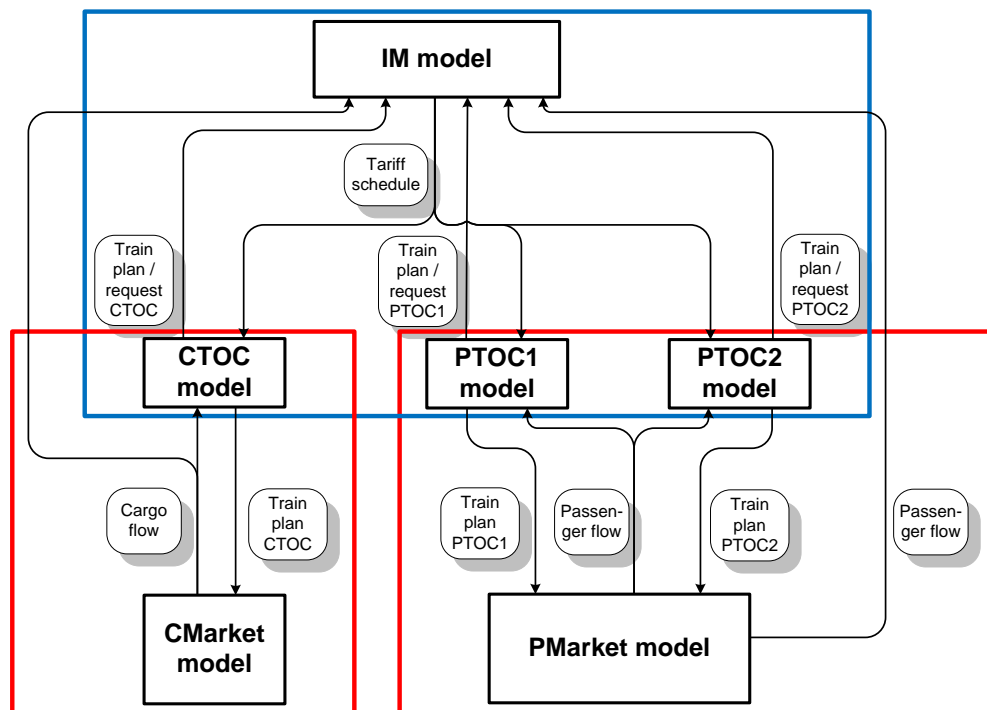 IM model
Tariff
schedule
Train
plan /
request
CTOC
Train
plan /
request
PTOC1
Train
plan /
request
PTOC2
CTOC
model
PTOC1
model
PTOC2
model
Cargo
flow
Train
plan
CTOC
Train
plan
PTOC1
Passen-
ger flow
Train
plan
PTOC2
Passen-
ger flow
CMarket
model
PMarket model